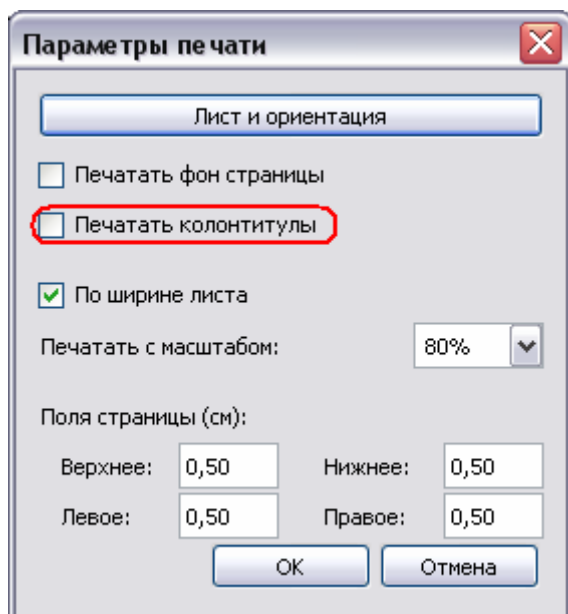 Параметры печати
Лист и ориентация
Печатать фон страницы
Печатать колонтитулы
По ширине листа
Печатать с масштабом: 80%
Поля страницы (см):
Верхнее: 0,50 Нижнее: 0,50
Левое: 0,50 Правое: 0,50
OK Отмена